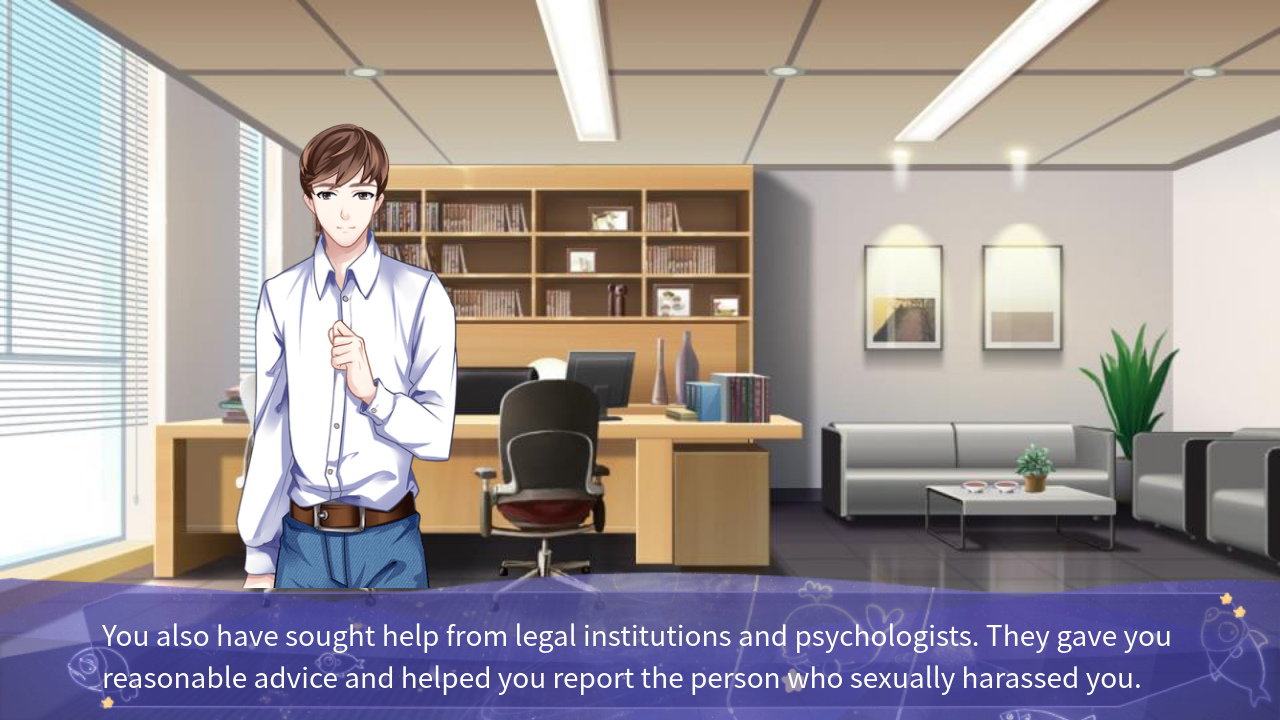 You also have sought help from legal institutions and psychologists. They gave you
reasonable advice and helped you report the person who sexually harassed you.